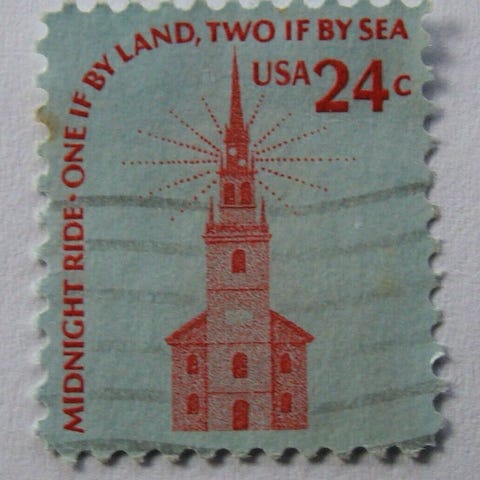 MIDNIGHT RIDE · ONE IF BY LAND, TWO IF BY SEA
USA 24c